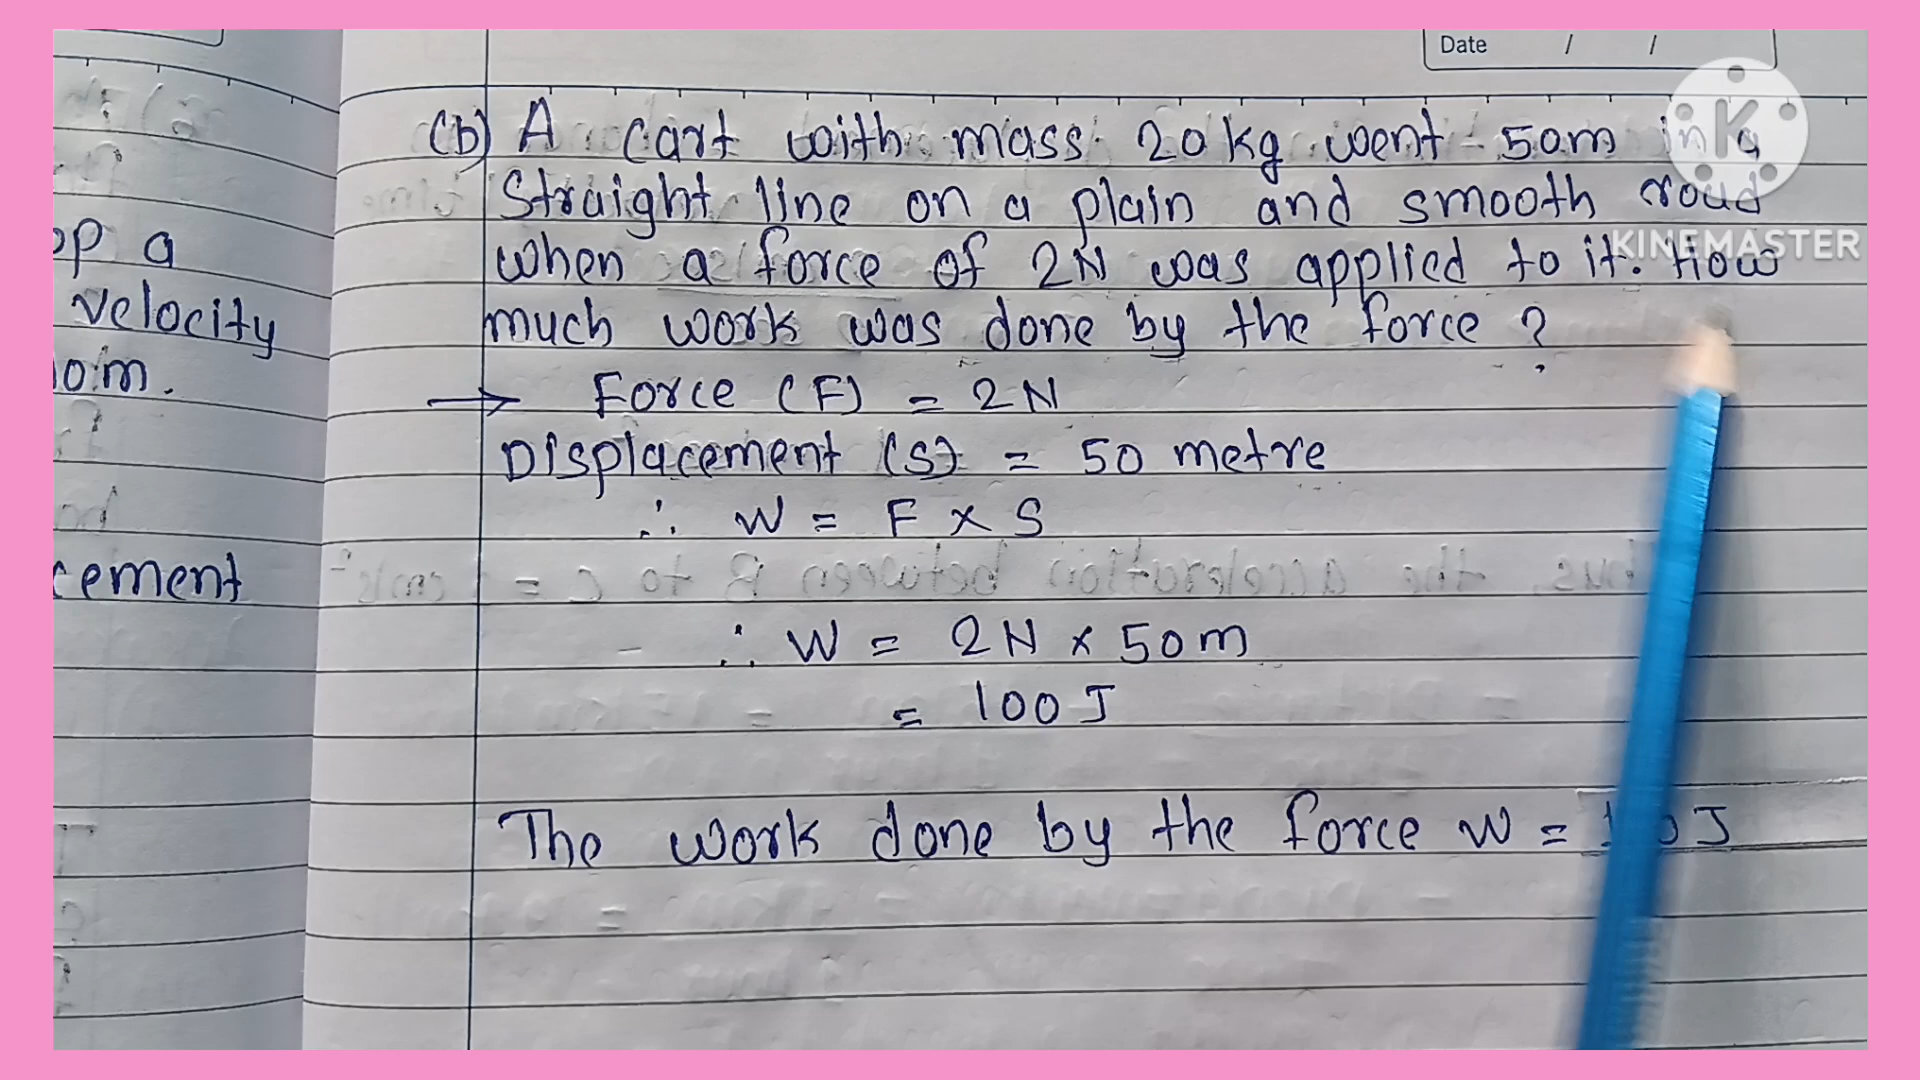 Date / /
(b) A cart with mass 20 kg went 50m in a
straight line on a plain and smooth road
when a force of 2N was applied to it. How
much work was done by the force ?
→ Force (F) = 2N
Displacement (s) = 50 metre
∴ W = F × S
∴ W = 2N × 50m
= 100 J
The work done by the force W = J
op a
velocity
10m.
cement
K
KINEMASTER